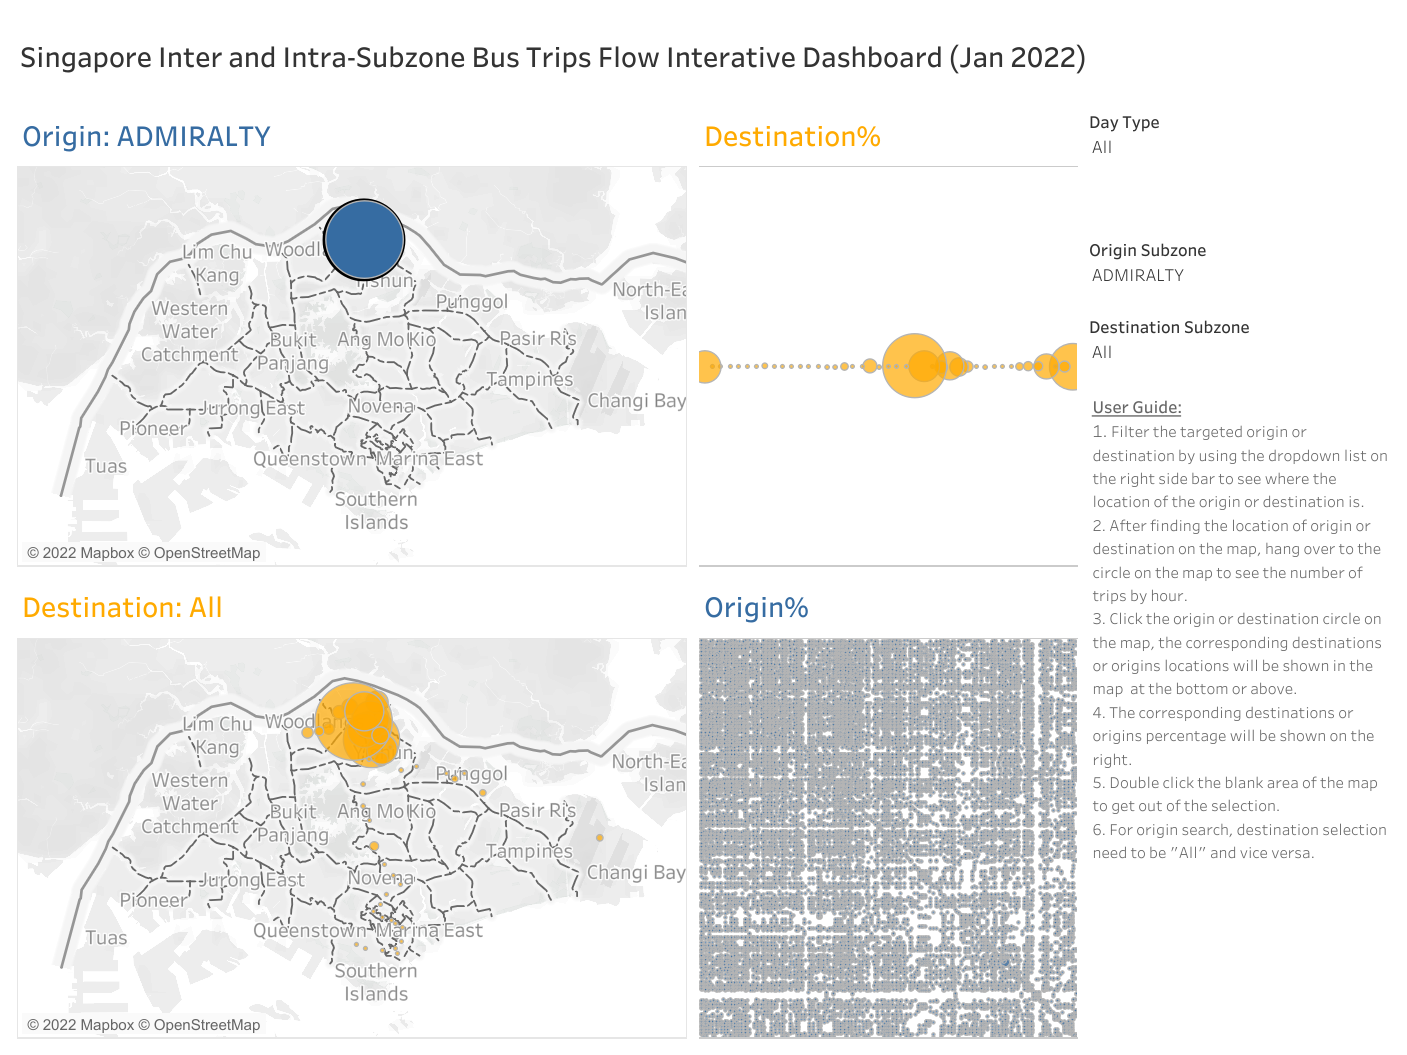 Singapore Inter and Intra-Subzone Bus Trips Flow Interative Dashboard (Jan 2022)
Origin: ADMIRALTY
Lim Chu
Kang
Western
Water
Catchment
Bukit
Panjang
Ang Mo Kio
Punggol
North-Ea
Islan
Pasir Ris
Tampines
Changi Bay
Jurong East
Novena
Pioneer
Tuas
Queenstown
Marina East
Southern
Islands
© 2022 Mapbox © OpenStreetMap
Destination%
Day Type
All
Origin Subzone
ADMIRALTY
Destination Subzone
All
User Guide:
1. Filter the targeted origin or
destination by using the dropdown list on
the right side bar to see where the
location of the origin or destination is.
2. After finding the location of origin or
destination on the map, hang over to the
circle on the map to see the number of
trips by hour.
3. Click the origin or destination circle on
the map, the corresponding destinations
or origins locations will be shown in the
map  at the bottom or above.
4. The corresponding destinations or
origins percentage will be shown on the
right.
5. Double click the blank area of the map
to get out of the selection.
6. For origin search, destination selection
need to be "All" and vice versa.
Destination: All
Lim Chu
Kang
Western
Water
Catchment
Bukit
Panjang
Ang Mo Kio
Punggol
North-Ea
Islan
Pasir Ris
Tampines
Changi Bay
Jurong East
Novena
Pioneer
Tuas
Queenstown
Marina East
Southern
Islands
© 2022 Mapbox © OpenStreetMap
Origin%